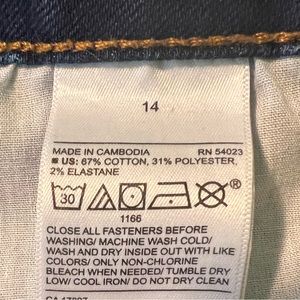 14
MADE IN CAMBODIA RN 54023
■ US: 67% COTTON, 31% POLYESTER,
2% ELASTANE
30 ®
1166
CLOSE ALL FASTENERS BEFORE
WASHING/ MACHINE WASH COLD/
WASH AND DRY INSIDE OUT WITH LIKE
COLORS/ ONLY NON-CHLORINE
BLEACH WHEN NEEDED/ TUMBLE DRY
LOW/ COOL IRON/ DO NOT DRY CLEAN